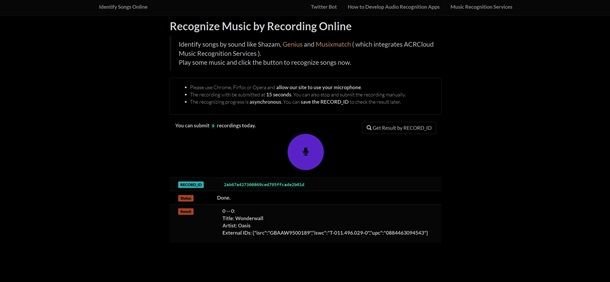 Identify Songs Online
Twitter Bot
How to Develop Audio Recognition Apps
Music Recognition Services
Recognize Music by Recording Online
Identify songs by sound like Shazam, Genius and Musixmatch ( which integrates ACRCloud
Music Recognition Services ).
Play some music and click the button to recognize songs now.
Please use Chrome, Firfox or Opera and allow our site to use your microphone.
The recording with be submitted at 15 seconds. You can also stop and submit the recording manually.
The recognizing progress is asynchronous. You can save the RECORD_ID to check the result later.
You can submit recordings today.
Get Result by RECORD_ID
RECORD_ID
Status
Done.
Result
0---0:
Title: Wonderwall
Artist: Oasis
External IDs: {"isrc":"GBAAW9500189","iswc":"T-011.496.029-0","upc":"0884463094543"}